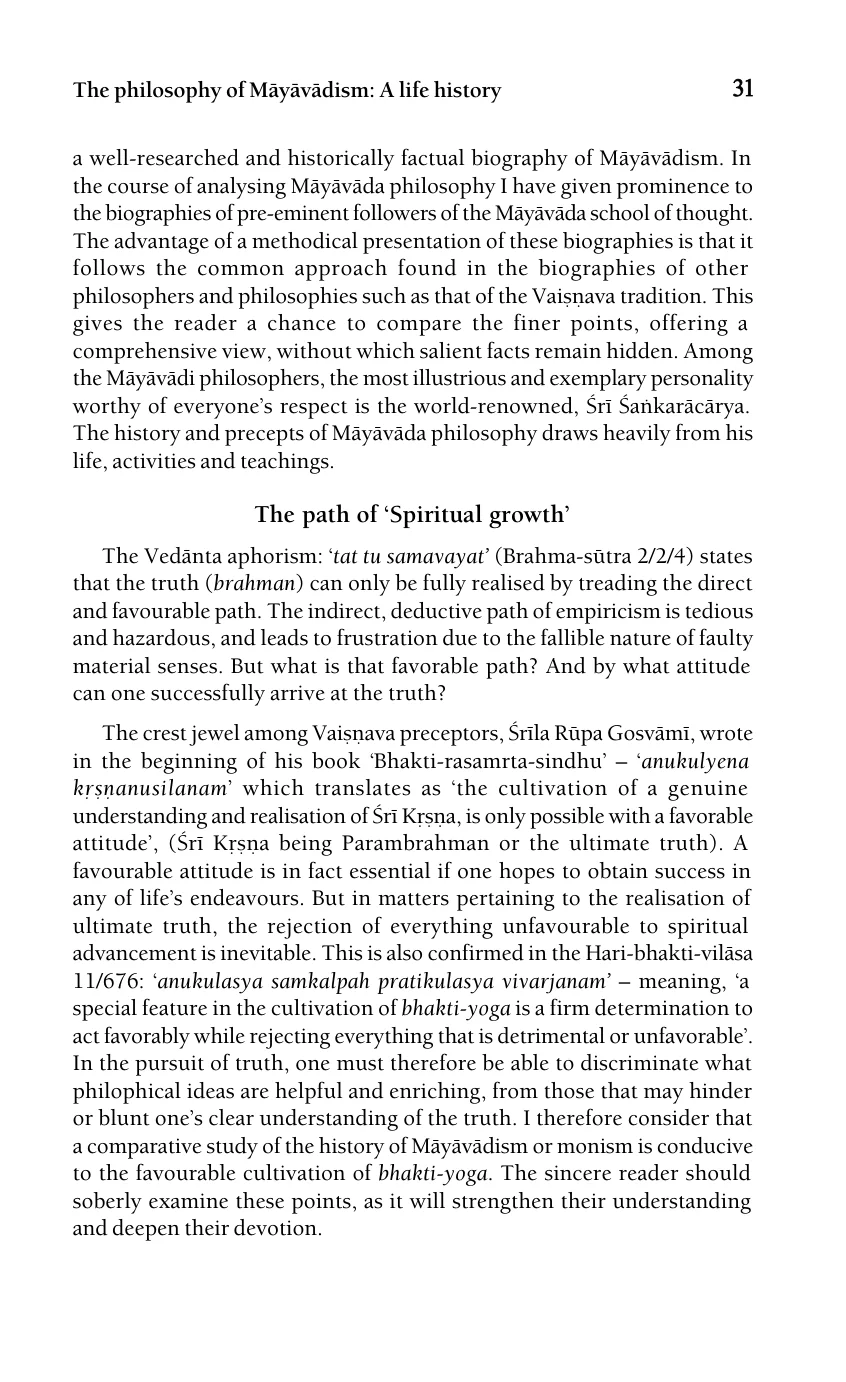 The philosophy of Māyāvādism: A life history 31
a well-researched and historically factual biography of Māyāvādism. In
the course of analysing Māyāvāda philosophy I have given prominence to
the biographies of pre-eminent followers of the Māyāvāda school of thought.
The advantage of a methodical presentation of these biographies is that it
follows the common approach found in the biographies of other
philosophers and philosophies such as that of the Vaiṣṇava tradition. This
gives the reader a chance to compare the finer points, offering a
comprehensive view, without which salient facts remain hidden. Among
the Māyāvādi philosophers, the most illustrious and exemplary personality
worthy of everyone’s respect is the world-renowned, Śrī Śaṅkarācārya.
The history and precepts of Māyāvāda philosophy draws heavily from his
life, activities and teachings.
The path of ‘Spiritual growth’
The Vedānta aphorism: ‘tat tu samavayat’ (Brahma-sūtra 2/2/4) states
that the truth (brahman) can only be fully realised by treading the direct
and favourable path. The indirect, deductive path of empiricism is tedious
and hazardous, and leads to frustration due to the fallible nature of faulty
material senses. But what is that favorable path? And by what attitude
can one successfully arrive at the truth?
The crest jewel among Vaiṣṇava preceptors, Śrīla Rūpa Gosvāmī, wrote
in the beginning of his book ‘Bhakti-rasamrta-sindhu’ – ‘anukulyena
kṛṣṇanusilanam’ which translates as ‘the cultivation of a genuine
understanding and realisation of Śrī Kṛṣṇa, is only possible with a favorable
attitude’, (Śrī Kṛṣṇa being Parambrahman or the ultimate truth). A
favourable attitude is in fact essential if one hopes to obtain success in
any of life’s endeavours. But in matters pertaining to the realisation of
ultimate truth, the rejection of everything unfavourable to spiritual
advancement is inevitable. This is also confirmed in the Hari-bhakti-vilāsa
11/676: ‘anukulasya samkalpah pratikulasya vivarjanam’ – meaning, ‘a
special feature in the cultivation of bhakti-yoga is a firm determination to
act favorably while rejecting everything that is detrimental or unfavorable’.
In the pursuit of truth, one must therefore be able to discriminate what
philophical ideas are helpful and enriching, from those that may hinder
or blunt one’s clear understanding of the truth. I therefore consider that
a comparative study of the history of Māyāvādism or monism is conducive
to the favourable cultivation of bhakti-yoga. The sincere reader should
soberly examine these points, as it will strengthen their understanding
and deepen their devotion.